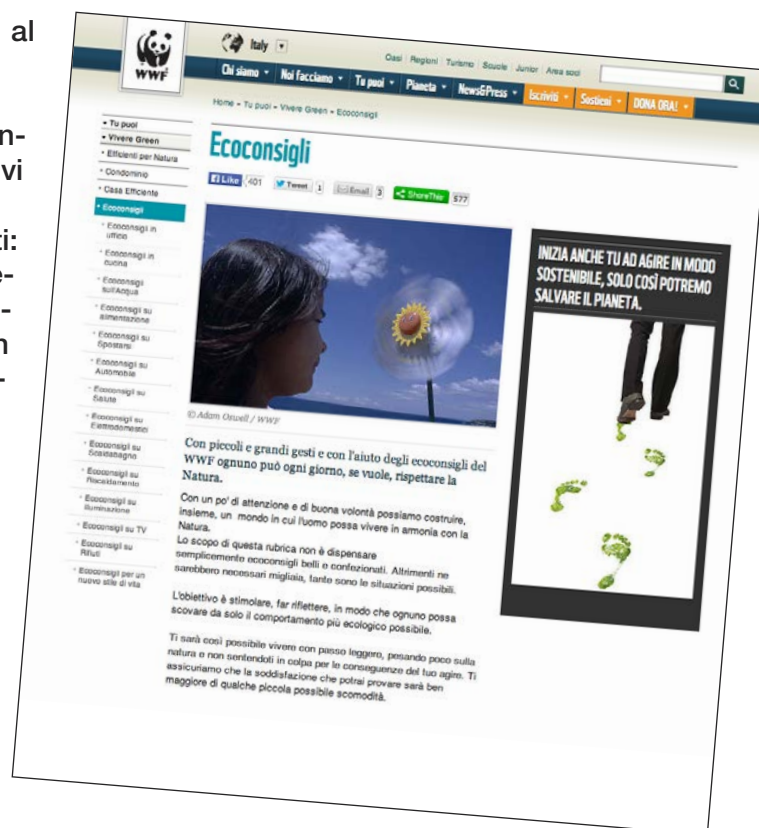 al
n-
vi
ti:
e-
-
n
-
WWF
Italy
Oasi Regioni Turismo Scuole Junior Area soci
Chi siamo Noi facciamo Tu puoi Pianeta News&Press Iscriviti Sostieni DONA ORA!
Home » Tu puoi » Vivere Green » Ecoconsigli
• Tu puoi
• Vivere Green
• Efficienti per Natura
• Condominio
• Casa Efficiente
• Ecoconsigli
• Ecoconsigli in
ufficio
• Ecoconsigli in
cucina
• Ecoconsigli
sull'Acqua
• Ecoconsigli su
alimentazione
• Ecoconsigli su
Spostarsi
• Ecoconsigli su
Automobile
• Ecoconsigli su
Salute
• Ecoconsigli su
Elettrodomestici
• Ecoconsigli su
Scaldabagno
• Ecoconsigli su
Riscaldamento
• Ecoconsigli su
Illuminazione
• Ecoconsigli su TV
• Ecoconsigli su
Rifiuti
• Ecoconsigli per un
nuovo stile di vita
Ecoconsigli
Like 401 Tweet 1 Email 3 ShareThis 577
© Adam Oswell / WWF
Con piccoli e grandi gesti e con l'aiuto degli ecoconsigli del
WWF ognuno può ogni giorno, se vuole, rispettare la
Natura.
Con un po' di attenzione e di buona volontà possiamo costruire,
insieme, un mondo in cui l'uomo possa vivere in armonia con la
Natura.
Lo scopo di questa rubrica non è dispensare
semplicemente ecoconsigli belli e confezionati. Altrimenti ne
sarebbero necessari migliaia, tante sono le situazioni possibili.
L'obiettivo è stimolare, far riflettere, in modo che ognuno possa
scovare da solo il comportamento più ecologico possibile.
Ti sarà così possibile vivere con passo leggero, pesando poco sulla
natura e non sentendoti in colpa per le conseguenze del tuo agire. Ti
assicuriamo che la soddisfazione che potrai provare sarà ben
maggiore di qualche piccola possibile scomodità.
INIZIA ANCHE TU AD AGIRE IN MODO
SOSTENIBILE, SOLO COSÌ POTREMO
SALVARE IL PIANETA.